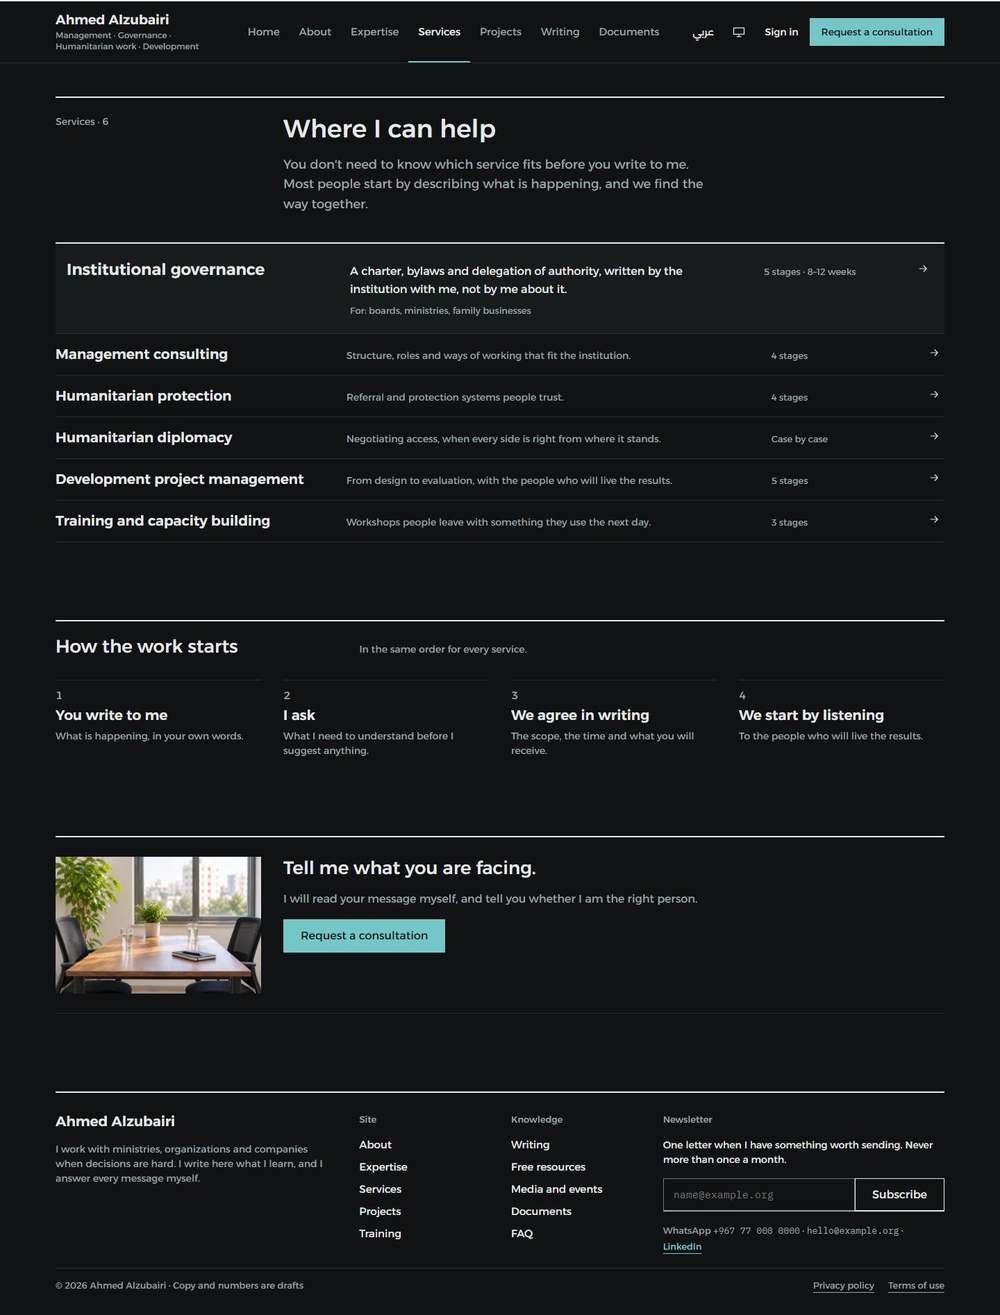 Ahmed Alzubairi
Management · Governance ·
Humanitarian work · Development
Home About Expertise Services Projects Writing Documents عربي Sign in Request a consultation
Services · 6
Where I can help
You don't need to know which service fits before you write to me.
Most people start by describing what is happening, and we find the
way together.
Institutional governance
A charter, bylaws and delegation of authority, written by the
institution with me, not by me about it.
For: boards, ministries, family businesses
5 stages · 8–12 weeks →
Management consulting Structure, roles and ways of working that fit the institution. 4 stages →
Humanitarian protection Referral and protection systems people trust. 4 stages →
Humanitarian diplomacy Negotiating access, when every side is right from where it stands. Case by case →
Development project management From design to evaluation, with the people who will live the results. 5 stages →
Training and capacity building Workshops people leave with something they use the next day. 3 stages →
How the work starts In the same order for every service.
1
You write to me
What is happening, in your own words.
2
I ask
What I need to understand before I
suggest anything.
3
We agree in writing
The scope, the time and what you will
receive.
4
We start by listening
To the people who will live the results.
Tell me what you are facing.
I will read your message myself, and tell you whether I am the right person.
Request a consultation
Ahmed Alzubairi
I work with ministries, organizations and companies
when decisions are hard. I write here what I learn, and I
answer every message myself.
Site
About
Expertise
Services
Projects
Training
Knowledge
Writing
Free resources
Media and events
Documents
FAQ
Newsletter
One letter when I have something worth sending. Never
more than once a month.
name@example.org Subscribe
WhatsApp +967 77 000 0000 · hello@example.org ·
LinkedIn
© 2026 Ahmed Alzubairi · Copy and numbers are drafts
Privacy policy Terms of use